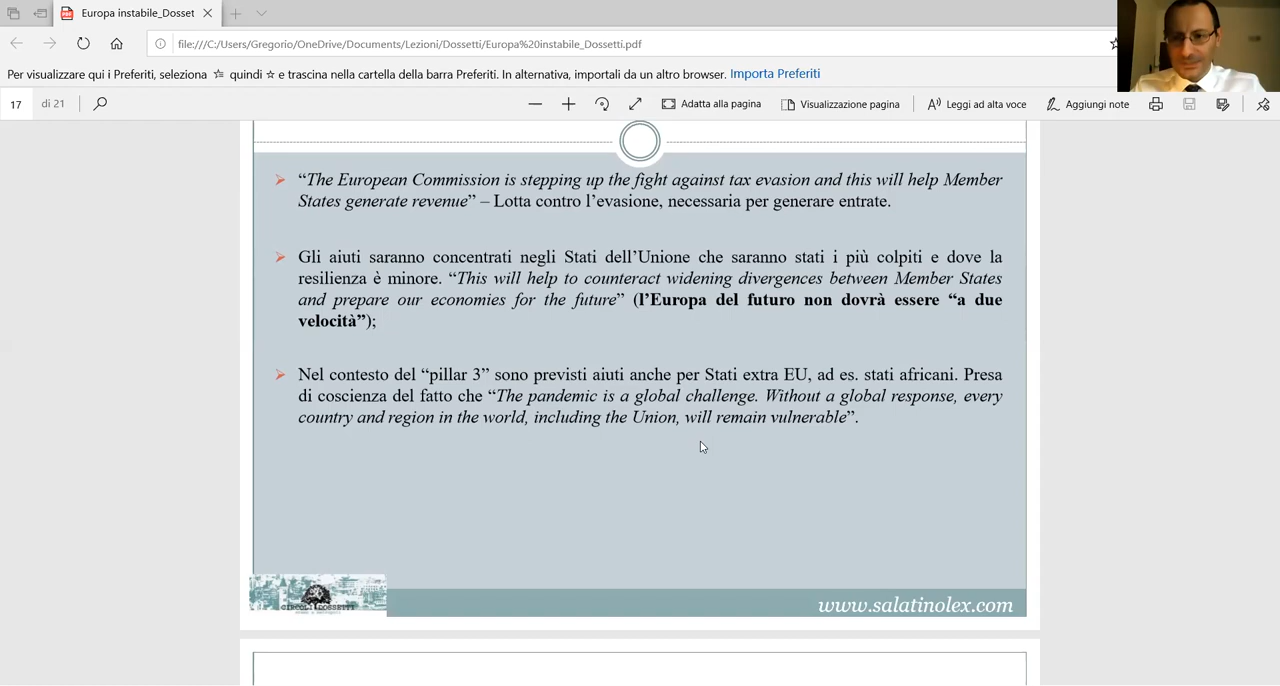 Europa instabile_Dosset
file:///C:/Users/Gregorio/OneDrive/Documents/Lezioni/Dossetti/Europa%20instabile_Dossetti.pdf
Per visualizzare qui i Preferiti, seleziona quindi ☆ e trascina nella cartella della barra Preferiti. In alternativa, importali da un altro browser. Importa Preferiti
17 di 21 Adatta alla pagina Visualizzazione pagina Leggi ad alta voce Aggiungi note
“The European Commission is stepping up the fight against tax evasion and this will help Member
States generate revenue” – Lotta contro l’evasione, necessaria per generare entrate.
Gli aiuti saranno concentrati negli Stati dell’Unione che saranno stati i più colpiti e dove la
resilienza è minore. “This will help to counteract widening divergences between Member States
and prepare our economies for the future” (l’Europa del futuro non dovrà essere “a due
velocità”);
Nel contesto del “pillar 3” sono previsti aiuti anche per Stati extra EU, ad es. stati africani. Presa
di coscienza del fatto che “The pandemic is a global challenge. Without a global response, every
country and region in the world, including the Union, will remain vulnerable”.
CIRCOLI DOSSETTI
www.salatinolex.com